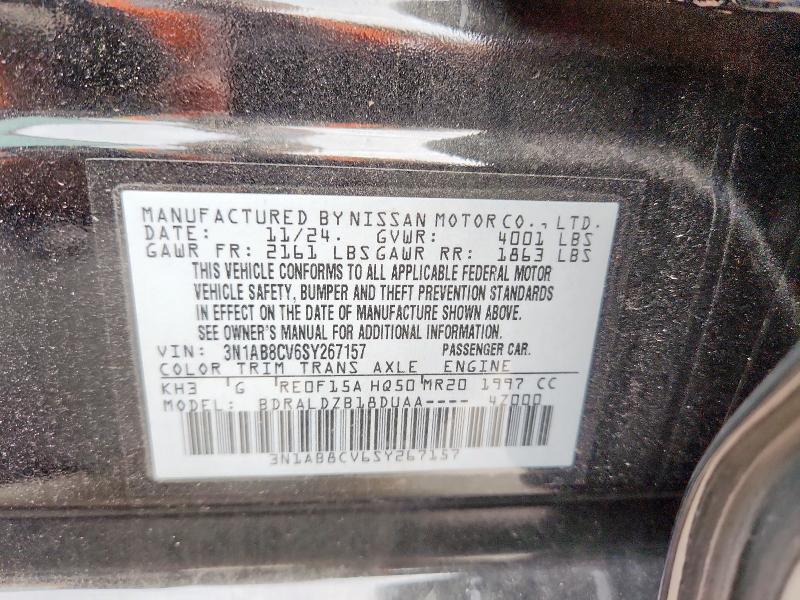 MANUFACTURED BY NISSAN MOTOR CO., LTD.
DATE: 11/24. GVWR: 4001 LBS
GAWR FR: 2161 LBS GAWR RR: 1863 LBS
THIS VEHICLE CONFORMS TO ALL APPLICABLE FEDERAL MOTOR
VEHICLE SAFETY, BUMPER AND THEFT PREVENTION STANDARDS
IN EFFECT ON THE DATE OF MANUFACTURE SHOWN ABOVE.
SEE OWNER'S MANUAL FOR ADDITIONAL INFORMATION.
VIN: 3N1AB8CV6SY267157 PASSENGER CAR.
COLOR TRIM TRANS AXLE ENGINE
KH3 G RE0F15A HQ50 MR20 1997 CC
MODEL: BDRALDZB18DUAA---- 4Z000
3N1AB8CV6SY267157